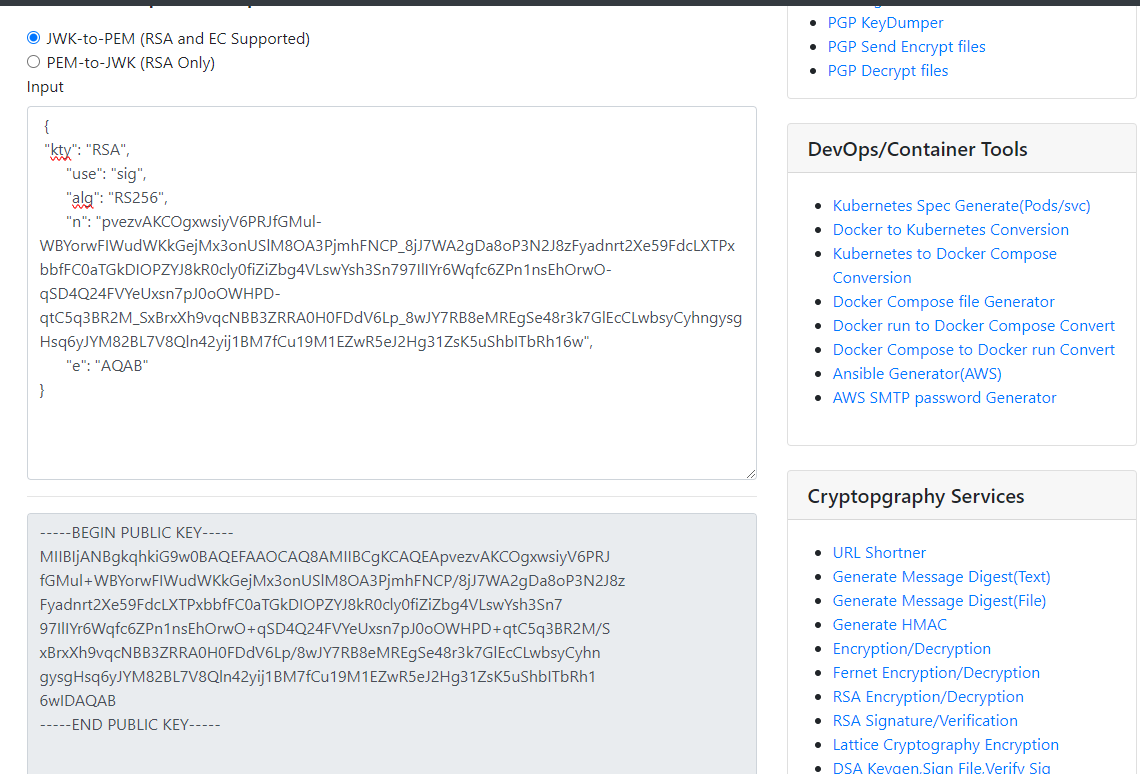 JWK-to-PEM (RSA and EC Supported)
PEM-to-JWK (RSA Only)
Input
{
"kty": "RSA",
"use": "sig",
"alg": "RS256",
"n": "pvezvAKCOgxwsiyV6PRJfGMul-
WBYorwFIWudWKkGejMx3onUSlM8OA3PjmhFNCP_8jJ7WA2gDa8oP3N2J8zFyadnrt2Xe59FdcLXTPx
bbfFC0aTGkDIOPZYJ8kR0cly0fiZiZbg4VLswYsh3Sn797IlIYr6Wqfc6ZPn1nsEhOrwO-
qSD4Q24FVYeUxsn7pJ0oOWHPD-
qtC5q3BR2M_SxBrxXh9vqcNBB3ZRRA0H0FDdV6Lp_8wJY7RB8eMREgSe48r3k7GlEcCLwbsyCyhngysg
Hsq6yJYM82BL7V8Qln42yij1BM7fCu19M1EZwR5eJ2Hg31ZsK5uShbITbRh16w",
"e": "AQAB"
}
-----BEGIN PUBLIC KEY-----
MIIBIjANBgkqhkiG9w0BAQEFAAOCAQ8AMIIBCgKCAQEApvezvAKCOgxwsiyV6PRJ
fGMul+WBYorwFIWudWKkGejMx3onUSlM8OA3PjmhFNCP/8jJ7WA2gDa8oP3N2J8z
Fyadnrt2Xe59FdcLXTPxbbfFC0aTGkDIOPZYJ8kR0cly0fiZiZbg4VLswYsh3Sn7
97IlIYr6Wqfc6ZPn1nsEhOrwO+qSD4Q24FVYeUxsn7pJ0oOWHPD+qtC5q3BR2M/S
xBrxXh9vqcNBB3ZRRA0H0FDdV6Lp/8wJY7RB8eMREgSe48r3k7GlEcCLwbsyCyhn
gysgHsq6yJYM82BL7V8Qln42yij1BM7fCu19M1EZwR5eJ2Hg31ZsK5uShbITbRh1
6wIDAQAB
-----END PUBLIC KEY-----
PGP KeyDumper
PGP Send Encrypt files
PGP Decrypt files
DevOps/Container Tools
Kubernetes Spec Generate(Pods/svc)
Docker to Kubernetes Conversion
Kubernetes to Docker Compose
Conversion
Docker Compose file Generator
Docker run to Docker Compose Convert
Docker Compose to Docker run Convert
Ansible Generator(AWS)
AWS SMTP password Generator
Cryptopgraphy Services
URL Shortner
Generate Message Digest(Text)
Generate Message Digest(File)
Generate HMAC
Encryption/Decryption
Fernet Encryption/Decryption
RSA Encryption/Decryption
RSA Signature/Verification
Lattice Cryptography Encryption
DSA Keygen,Sign File,Verify Sig